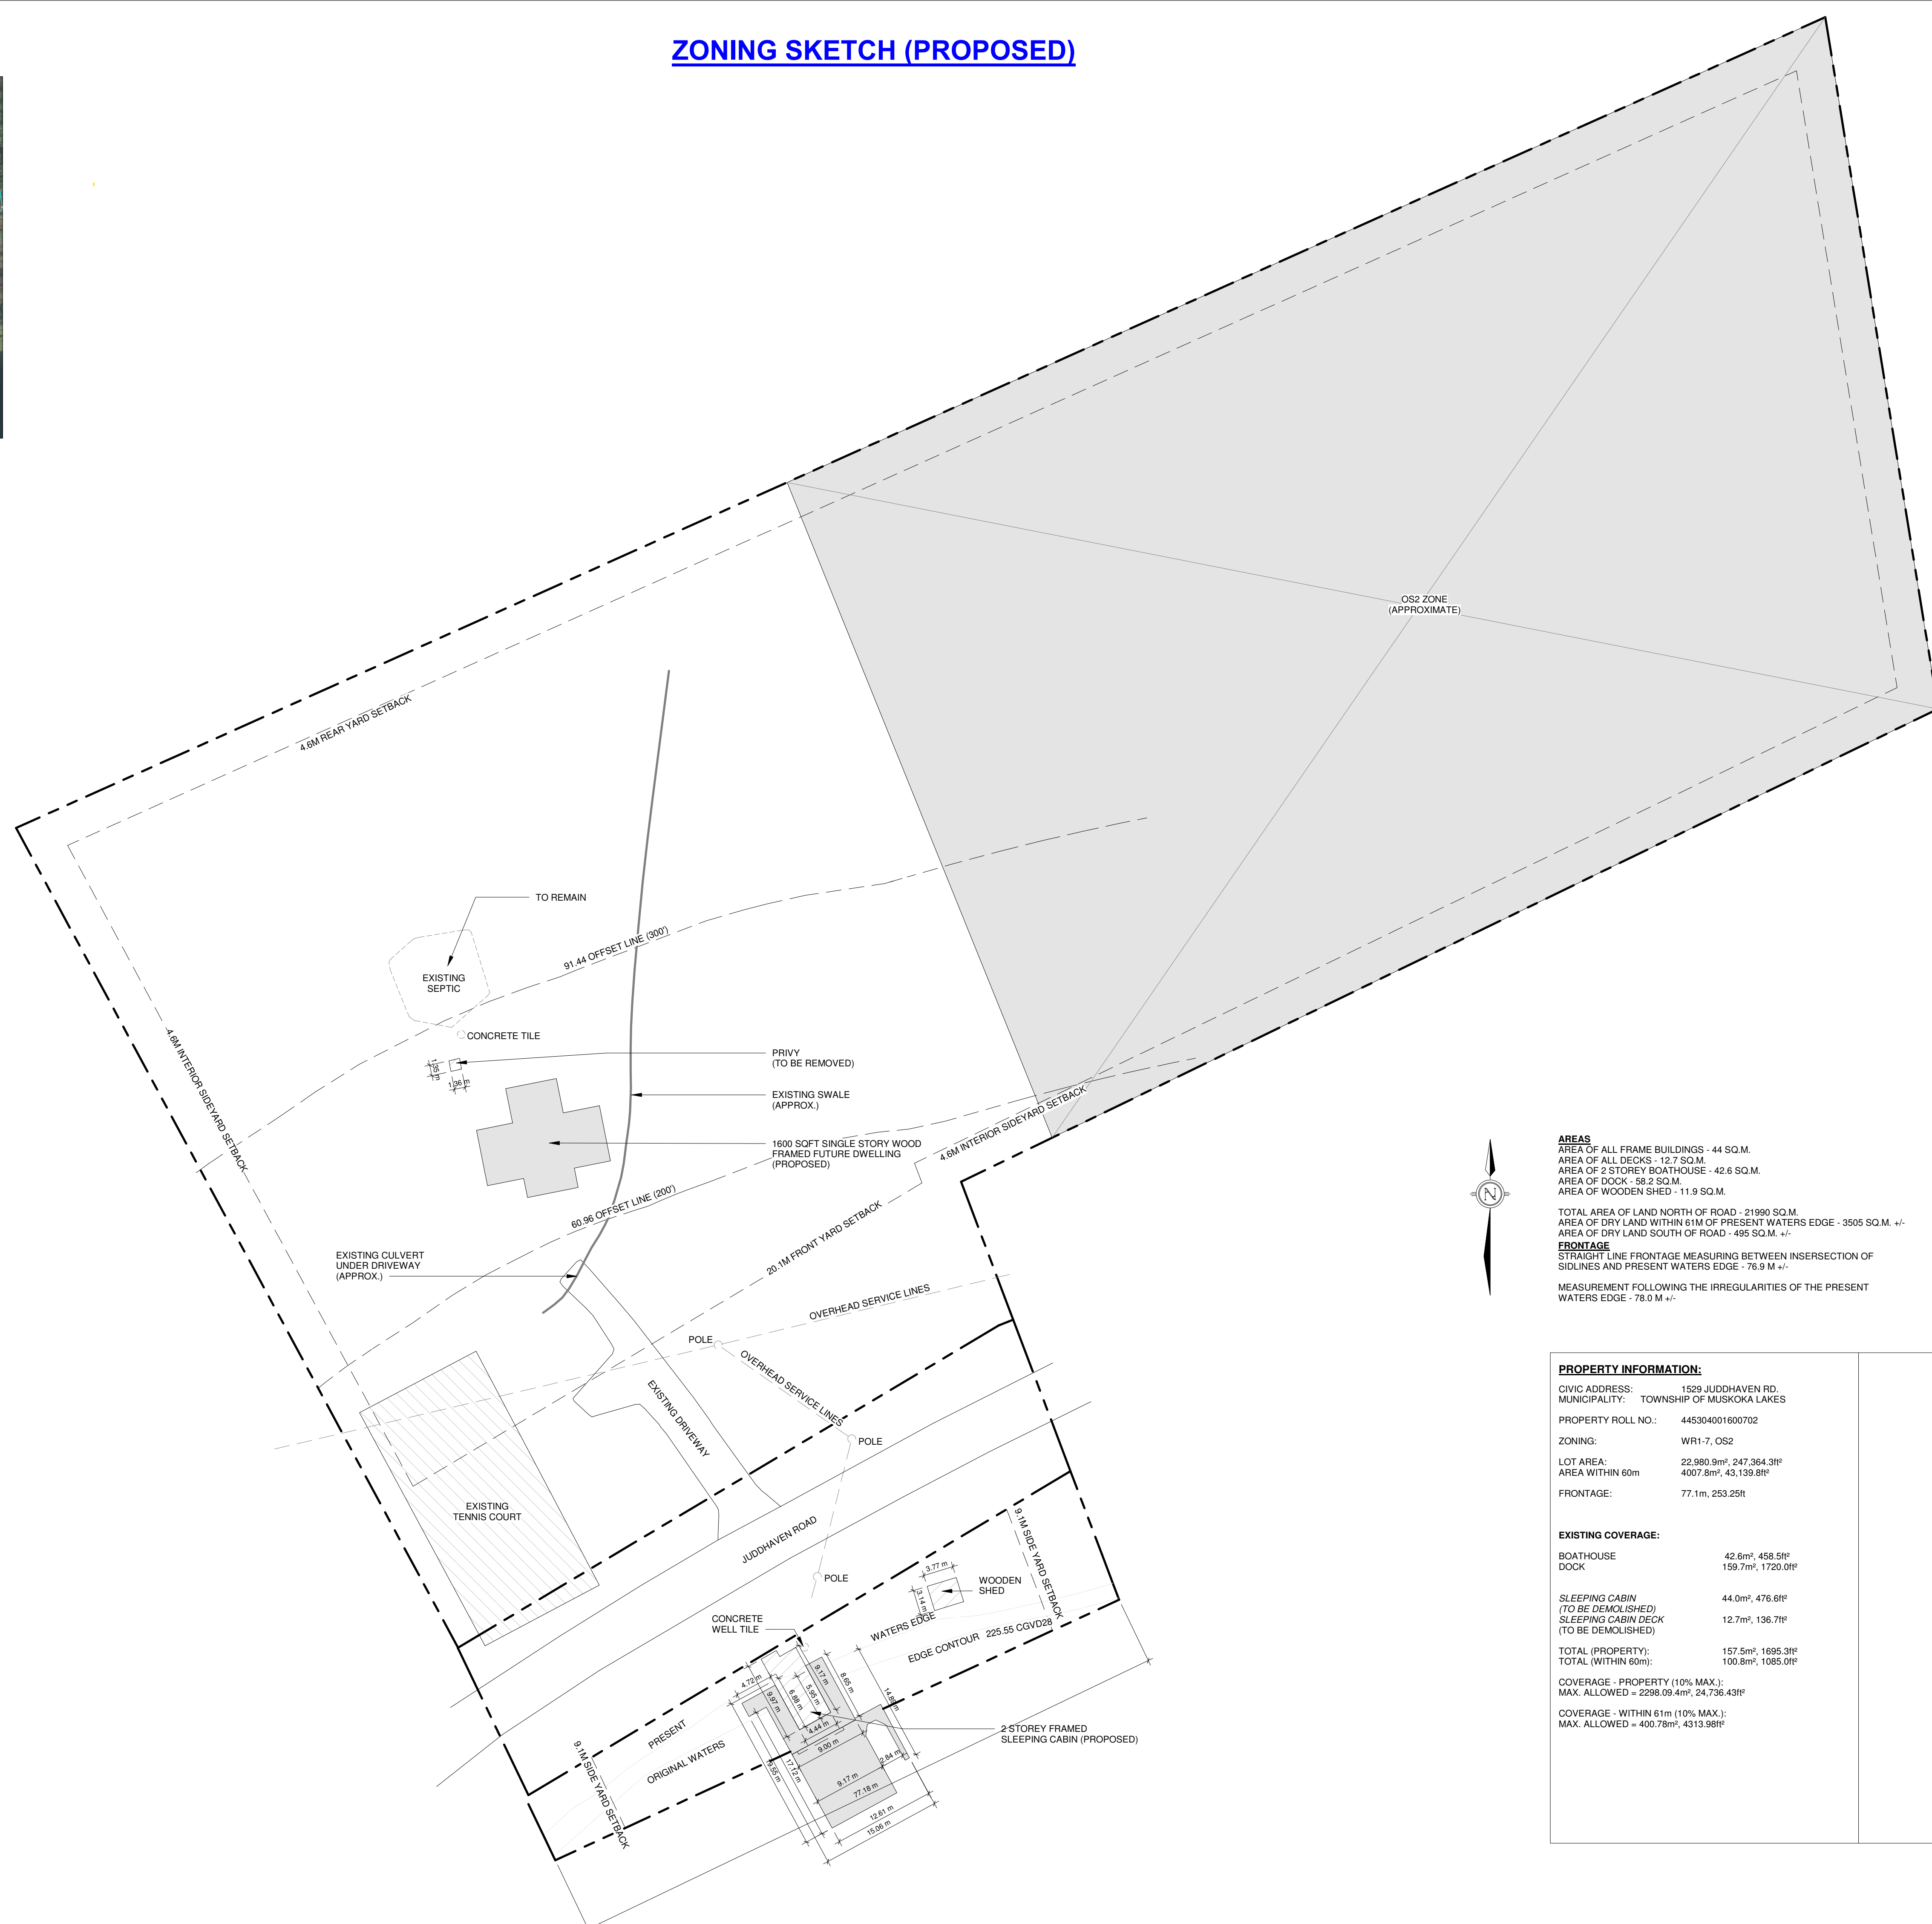 ZONING SKETCH (PROPOSED)
OS2 ZONE
(APPROXIMATE)
4.6M REAR YARD SETBACK
TO REMAIN
91.44 OFFSET LINE (300')
EXISTING
SEPTIC
CONCRETE TILE
4.6M INTERIOR SIDEYARD SETBACK
1.35 m
1.36 m
PRIVY
(TO BE REMOVED)
EXISTING SWALE
(APPROX.)
1600 SQFT SINGLE STORY WOOD
FRAMED FUTURE DWELLING
(PROPOSED)
4.6M INTERIOR SIDEYARD SETBACK
60.96 OFFSET LINE (200')
20.1M FRONT YARD SETBACK
EXISTING CULVERT
UNDER DRIVEWAY
(APPROX.)
OVERHEAD SERVICE LINES
POLE
OVERHEAD SERVICE LINES
EXISTING DRIVEWAY
POLE
EXISTING
TENNIS COURT
JUDDHAVEN ROAD
POLE
9.1M SIDE YARD SETBACK
3.77 m
3.14 m
WOODEN
SHED
CONCRETE
WELL TILE
WATERS EDGE
EDGE CONTOUR 225.55 CGVD28
4.72 m
9.97 m
6.88 m
5.95 m
9.17 m
8.65 m
14.89 m
4.44 m
9.00 m
2.84 m
2 STOREY FRAMED
SLEEPING CABIN (PROPOSED)
PRESENT
ORIGINAL WATERS
9.1M SIDE YARD SETBACK
19.55 m
17.12 m
9.17 m
77.18 m
12.61 m
15.06 m
N
AREAS
AREA OF ALL FRAME BUILDINGS - 44 SQ.M.
AREA OF ALL DECKS - 12.7 SQ.M.
AREA OF 2 STOREY BOATHOUSE - 42.6 SQ.M.
AREA OF DOCK - 58.2 SQ.M.
AREA OF WOODEN SHED - 11.9 SQ.M.
TOTAL AREA OF LAND NORTH OF ROAD - 21990 SQ.M.
AREA OF DRY LAND WITHIN 61M OF PRESENT WATERS EDGE - 3505 SQ.M. +/-
AREA OF DRY LAND SOUTH OF ROAD - 495 SQ.M. +/-
FRONTAGE
STRAIGHT LINE FRONTAGE MEASURING BETWEEN INSERSECTION OF
SIDLINES AND PRESENT WATERS EDGE - 76.9 M +/-
MEASUREMENT FOLLOWING THE IRREGULARITIES OF THE PRESENT
WATERS EDGE - 78.0 M +/-
PROPERTY INFORMATION:
CIVIC ADDRESS: 1529 JUDDHAVEN RD.
MUNICIPALITY: TOWNSHIP OF MUSKOKA LAKES
PROPERTY ROLL NO.: 445304001600702
ZONING: WR1-7, OS2
LOT AREA: 22,980.9m², 247,364.3ft²
AREA WITHIN 60m 4007.8m², 43,139.8ft²
FRONTAGE: 77.1m, 253.25ft
EXISTING COVERAGE:
BOATHOUSE 42.6m², 458.5ft²
DOCK 159.7m², 1720.0ft²
SLEEPING CABIN 44.0m², 476.6ft²
(TO BE DEMOLISHED)
SLEEPING CABIN DECK 12.7m², 136.7ft²
(TO BE DEMOLISHED)
TOTAL (PROPERTY): 157.5m², 1695.3ft²
TOTAL (WITHIN 60m): 100.8m², 1085.0ft²
COVERAGE - PROPERTY (10% MAX.):
MAX. ALLOWED = 2298.09.4m², 24,736.43ft²
COVERAGE - WITHIN 61m (10% MAX.):
MAX. ALLOWED = 400.78m², 4313.98ft²